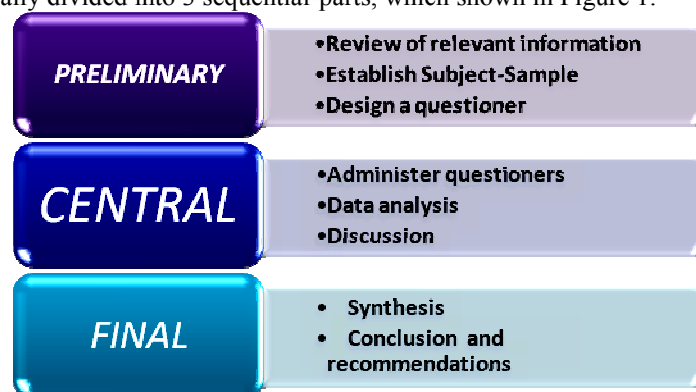 ally divided into 3 sequential parts, which shown in Figure 1.
PRELIMINARY
•Review of relevant information
•Establish Subject-Sample
•Design a questioner
CENTRAL
•Administer questioners
•Data analysis
•Discussion
FINAL
• Synthesis
• Conclusion and
recommendations